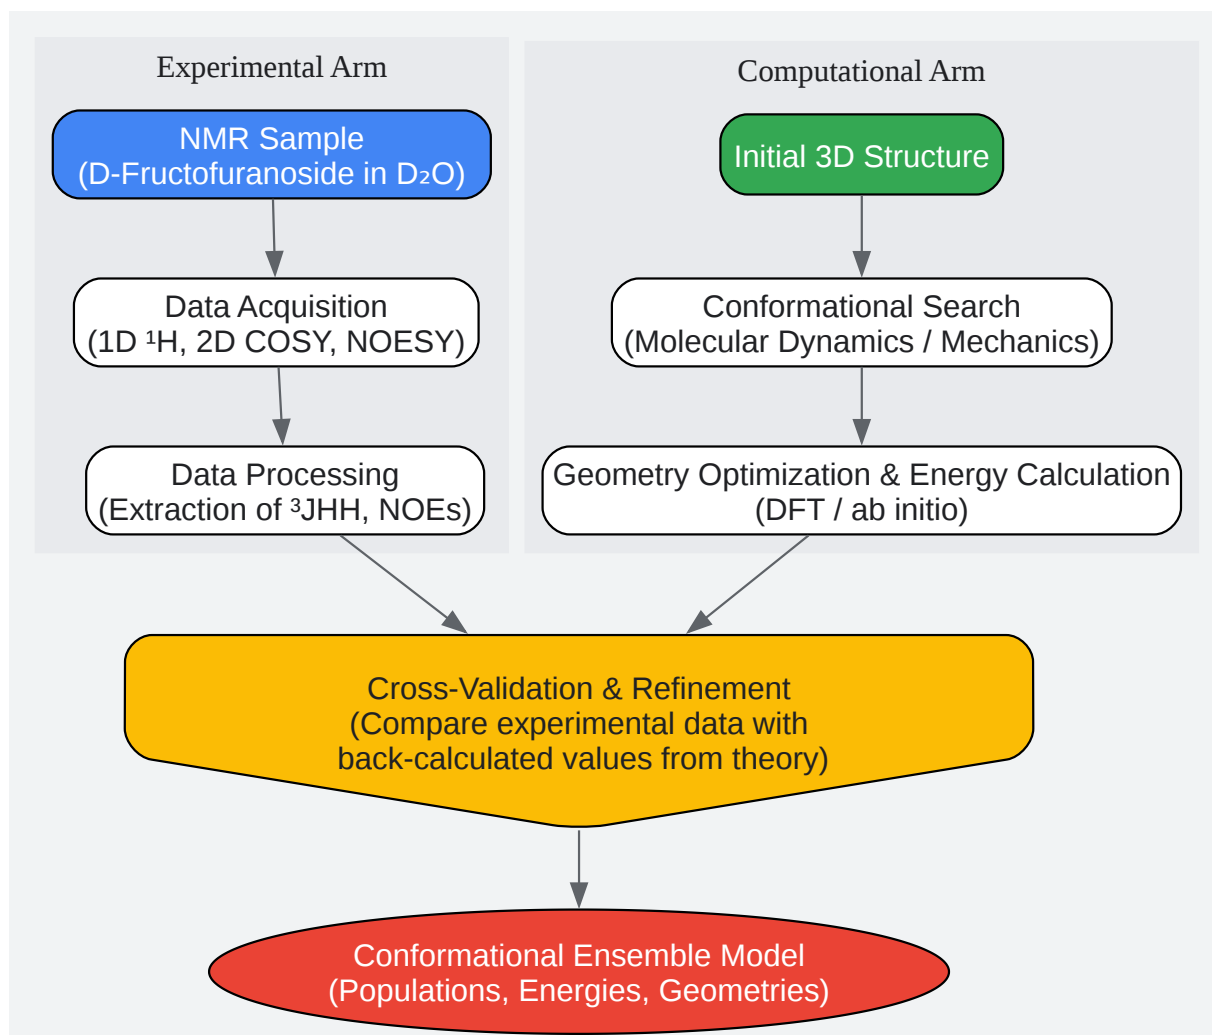 Experimental Arm
NMR Sample
(D-Fructofuranoside in D₂O)
Data Acquisition
(1D ¹H, 2D COSY, NOESY)
Data Processing
(Extraction of ³JHH, NOEs)
Computational Arm
Initial 3D Structure
Conformational Search
(Molecular Dynamics / Mechanics)
Geometry Optimization & Energy Calculation
(DFT / ab initio)
Cross-Validation & Refinement
(Compare experimental data with
back-calculated values from theory)
Conformational Ensemble Model
(Populations, Energies, Geometries)